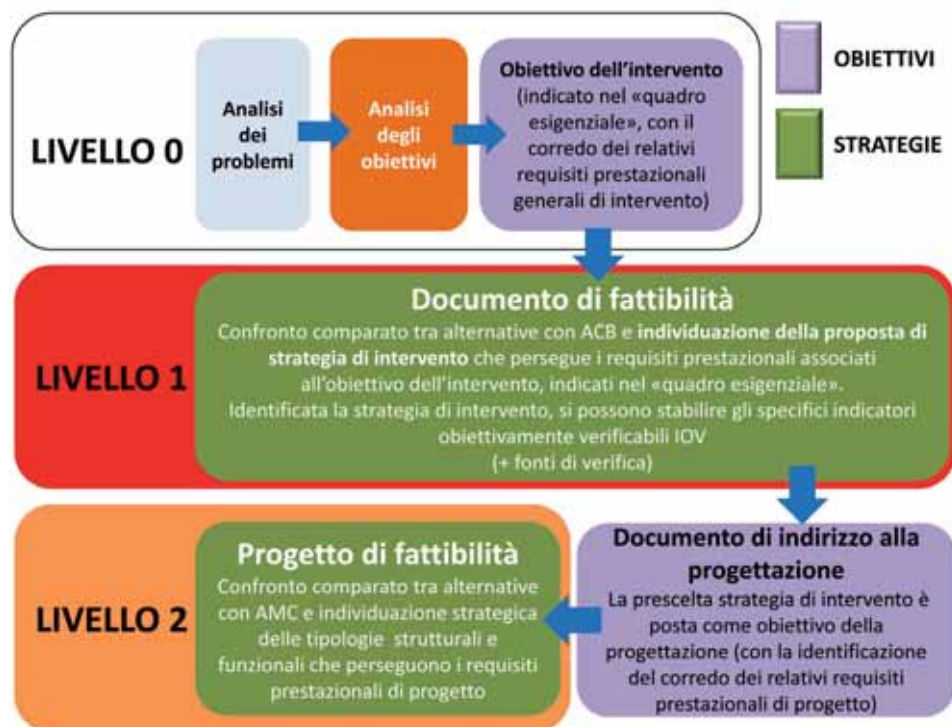 LIVELLO 0
Analisi
dei
problemi
Analisi
degli
obiettivi
Obiettivo dell'intervento
(indicato nel «quadro
esigenziale», con il
corredo dei relativi
requisiti prestazionali
generali di intervento)
OBIETTIVI
STRATEGIE
LIVELLO 1
Documento di fattibilità
Confronto comparato tra alternative con ACB e individuazione della proposta di
strategia di intervento che persegue i requisiti prestazionali associati
all'obiettivo dell'intervento, indicati nel «quadro esigenziale».
Identificata la strategia di intervento, si possono stabilire gli specifici indicatori
obiettivamente verificabili IOV
(+ fonti di verifica)
LIVELLO 2
Progetto di fattibilità
Confronto comparato tra alternative
con AMC e individuazione strategica
delle tipologie strutturali e
funzionali che perseguono i requisiti
prestazionali di progetto
Documento di indirizzo alla
progettazione
La prescelta strategia di intervento è
posta come obiettivo della
progettazione (con la identificazione
del corredo dei relativi requisiti
prestazionali di progetto)